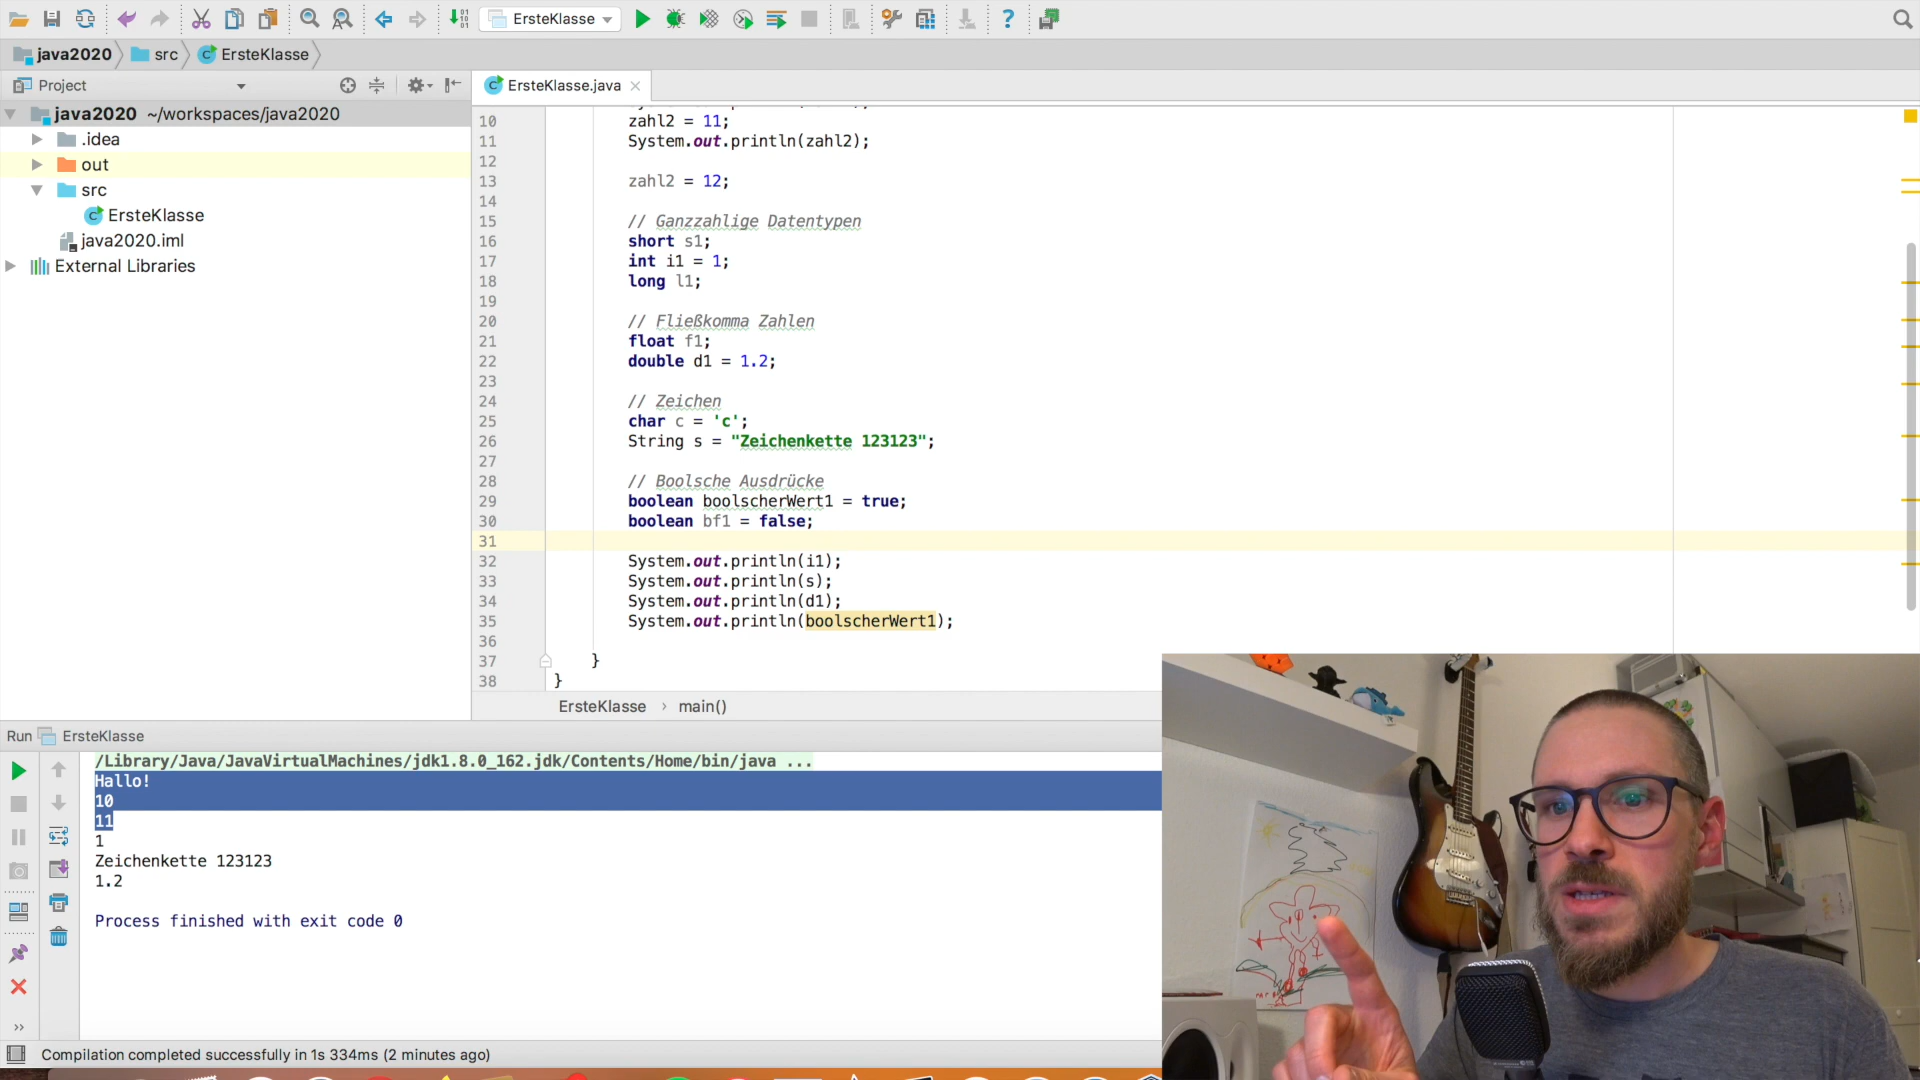 ErsteKlasse
java2020 src ErsteKlasse
Project
ErsteKlasse.java
java2020 ~/workspaces/java2020
.idea
out
src
ErsteKlasse
java2020.iml
External Libraries
10 zahl2 = 11;
11 System.out.println(zahl2);
12
13 zahl2 = 12;
14
15 // Ganzzahlige Datentypen
16 short s1;
17 int i1 = 1;
18 long l1;
19
20 // Fließkomma Zahlen
21 float f1;
22 double d1 = 1.2;
23
24 // Zeichen
25 char c = 'c';
26 String s = "Zeichenkette 123123";
27
28 // Boolsche Ausdrücke
29 boolean boolscherWert1 = true;
30 boolean bf1 = false;
31
32 System.out.println(i1);
33 System.out.println(s);
34 System.out.println(d1);
35 System.out.println(boolscherWert1);
36
37 }
38 }
ErsteKlasse › main()
Run ErsteKlasse
/Library/Java/JavaVirtualMachines/jdk1.8.0_162.jdk/Contents/Home/bin/java ...
Hallo!
10
11
1
Zeichenkette 123123
1.2
Process finished with exit code 0
Compilation completed successfully in 1s 334ms (2 minutes ago)